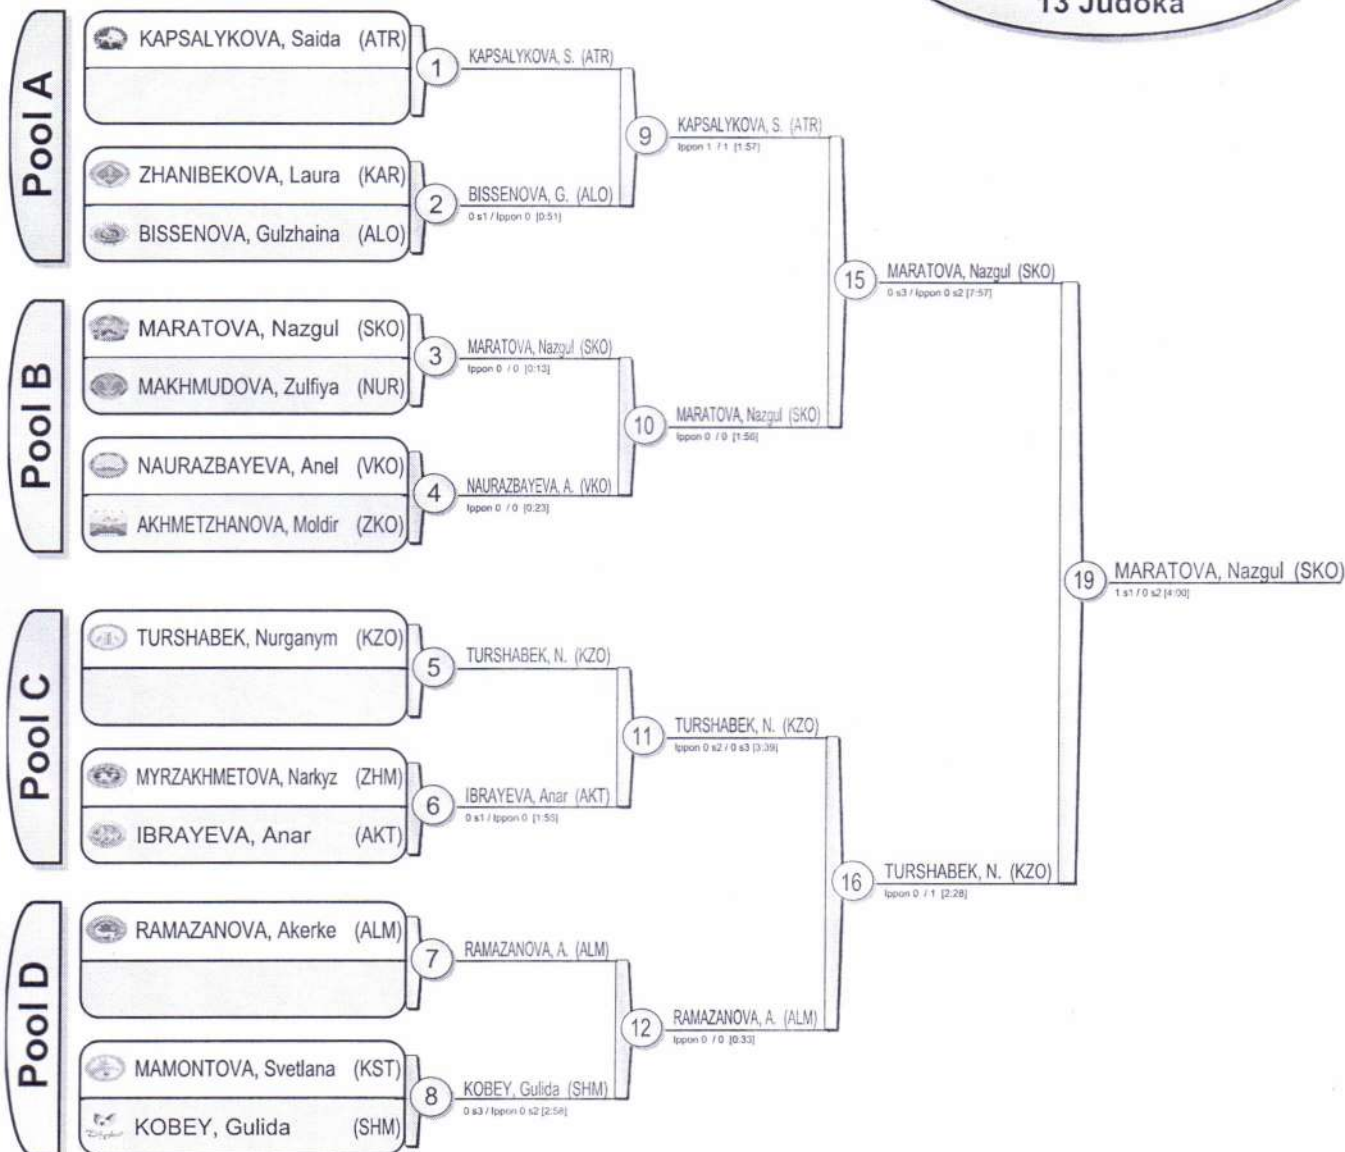 13 Judoka
Pool A
KAPSALYKOVA, Saida (ATR)
1
KAPSALYKOVA, S. (ATR)
ZHANIBEKOVA, Laura (KAR)
BISSENOVA, Gulzhaina (ALO)
2
BISSENOVA, G. (ALO)
0 s1 / Ippon 0 [0:51]
9
KAPSALYKOVA, S. (ATR)
Ippon 1 / 1 [1:57]
Pool B
MARATOVA, Nazgul (SKO)
MAKHMUDOVA, Zulfiya (NUR)
3
MARATOVA, Nazgul (SKO)
Ippon 0 / 0 [0:13]
NAURAZBAYEVA, Anel (VKO)
AKHMETZHANOVA, Moldir (ZKO)
4
NAURAZBAYEVA, A. (VKO)
Ippon 0 / 0 [0:23]
10
MARATOVA, Nazgul (SKO)
Ippon 0 / 0 [1:56]
15
MARATOVA, Nazgul (SKO)
0 s3 / Ippon 0 s2 [7:57]
Pool C
TURSHABEK, Nurganym (KZO)
5
TURSHABEK, N. (KZO)
MYRZAKHMETOVA, Narkyz (ZHM)
IBRAYEVA, Anar (AKT)
6
IBRAYEVA, Anar (AKT)
0 s1 / Ippon 0
11
TURSHABEK, N. (KZO)
Ippon 0 s2 / 0 s3 [3:39]
Pool D
RAMAZANOVA, Akerke (ALM)
7
RAMAZANOVA, A. (ALM)
MAMONTOVA, Svetlana (KST)
KOBEY, Gulida (SHM)
8
KOBEY, Gulida (SHM)
0 s3 / Ippon 0 s2 [2:58]
12
RAMAZANOVA, A. (ALM)
Ippon 0 / 0 [0:33]
16
TURSHABEK, N. (KZO)
Ippon 0 / 1 [2:28]
19
MARATOVA, Nazgul (SKO)
1 s1 / 0 s2 [4:00]